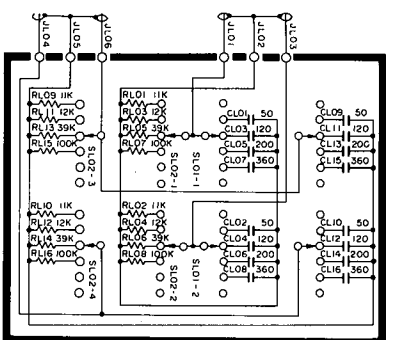 JL04 JL05 JL06 JL01 JL02 JL03
RL09 11K
RL11 12K
RL13 39K
RL15 100K
SL02-3
RL01 11K
RL03 12K
RL05 39K
RL07 100K
SL02-1
SL01-1
CL01 50
CL03 120
CL05 200
CL07 360
CL09 50
CL11 120
CL13 200
CL15 360
RL10 11K
RL12 12K
RL14 39K
RL16 100K
SL02-4
RL02 11K
RL04 12K
RL06 39K
RL08 100K
SL02-2
SL01-2
CL02 50
CL04 120
CL06 200
CL08 360
CL10 50
CL12 120
CL14 200
CL16 360